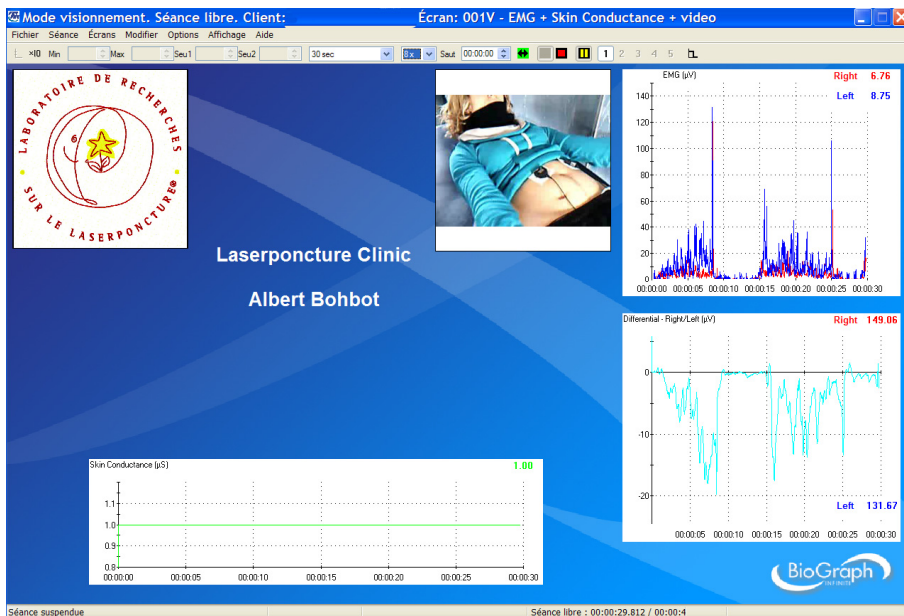 Mode visionnement. Séance libre. Client:
Écran: 001V - EMG + Skin Conductance + video
Fichier Séance Écrans Modifier Options Affichage Aide
×10 Min Max Seu1 Seu2 30 sec 8x Saut 00:00:00 1 2 3 4 5
LABORATOIRE DE RECHERCHES
SUR LE LASERPONCTURE®
Laserponcture Clinic
Albert Bohbot
EMG (µV)
Right 6.76
Left 8.75
140
120
100
80
60
40
20
0
00:00:00 00:00:05 00:00:10 00:00:15 00:00:20 00:00:25 00:00:30
Differential - Right/Left (µV)
Right 149.06
0
-10
-20
Left 131.67
00:00:05 00:00:10 00:00:15 00:00:20 00:00:25 00:00:30
Skin Conductance (µS)
1.00
1.1
1.0
0.9
0.8
00:00:00 00:00:05 00:00:10 00:00:15 00:00:20 00:00:25 00:00:30
BioGraph
INFINITI
Séance suspendue
Séance libre : 00:00:29.812 / 00:00:4